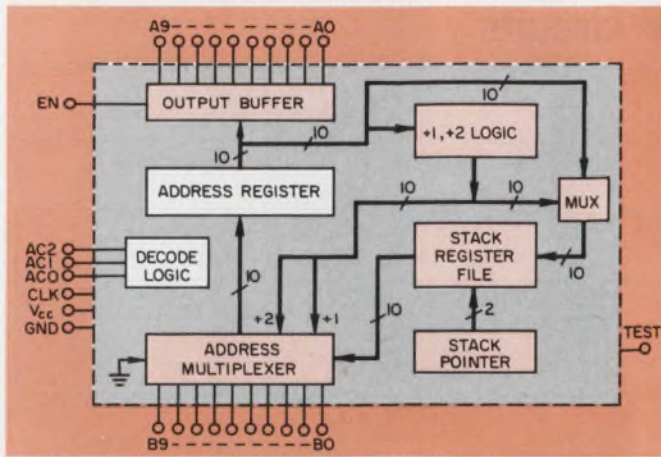 A9 - - - - - - - - - A0
EN
OUTPUT BUFFER
10
10
10
+1, +2 LOGIC
ADDRESS REGISTER
10
10
MUX
AC2
AC1
AC0
DECODE
LOGIC
10
STACK
REGISTER
FILE
10
CLK
Vcc
GND
+2
+1
10
2
TEST
ADDRESS
MULTIPLEXER
STACK
POINTER
B9 - - - - - - - - - B0